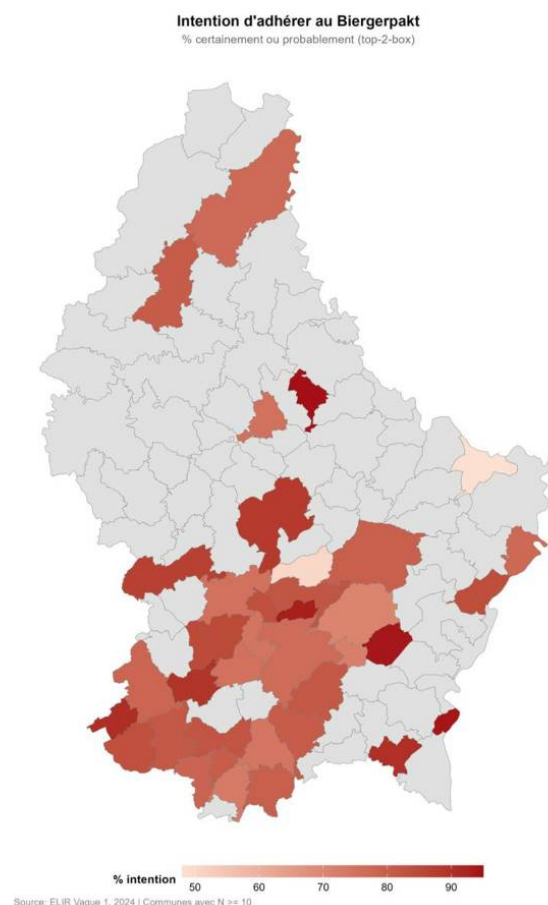 Intention d'adhérer au Biergerpakt
% certainement ou probablement (top-2-box)
% intention
50 60 70 80 90
Source: ELIR Vague 1, 2024 | Communes avec N >= 10